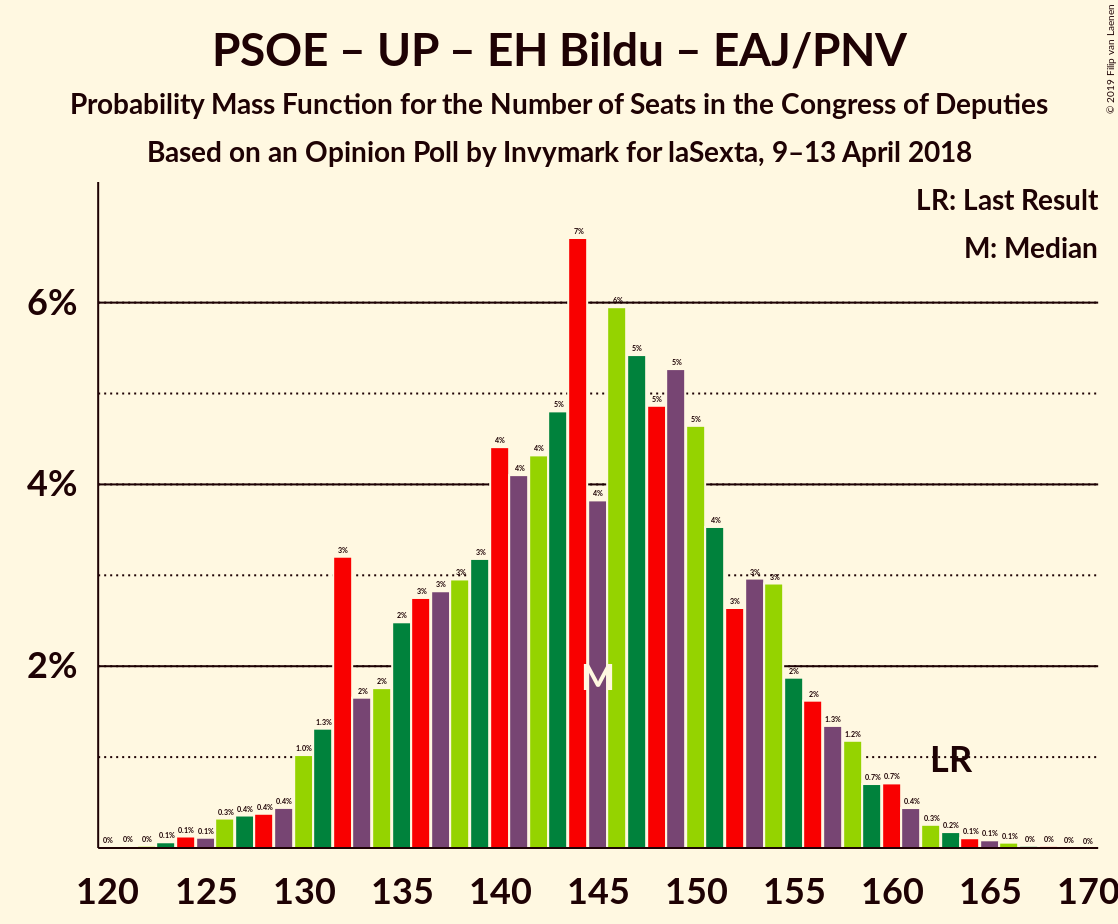 PSOE – UP – EH Bildu – EAJ/PNV
Probability Mass Function for the Number of Seats in the Congress of Deputies
Based on an Opinion Poll by Invymark for laSexta, 9–13 April 2018
© 2019 Filip van Laenen
LR: Last Result
M: Median
6%
4%
2%
0% 0% 0% 0.1% 0.1% 0.1% 0.3% 0.4% 0.4% 0.4% 1.0% 1.3% 3% 2% 2% 2% 3% 3% 3% 3% 4% 4% 4% 5% 7% 4% 6% 5% 5% 5% 5% 4% 3% 3% 3% 2% 2% 1.3% 1.2% 0.7% 0.7% 0.4% 0.3% 0.2% 0.1% 0.1% 0.1% 0% 0% 0% 0%
M
LR
120 125 130 135 140 145 150 155 160 165 170